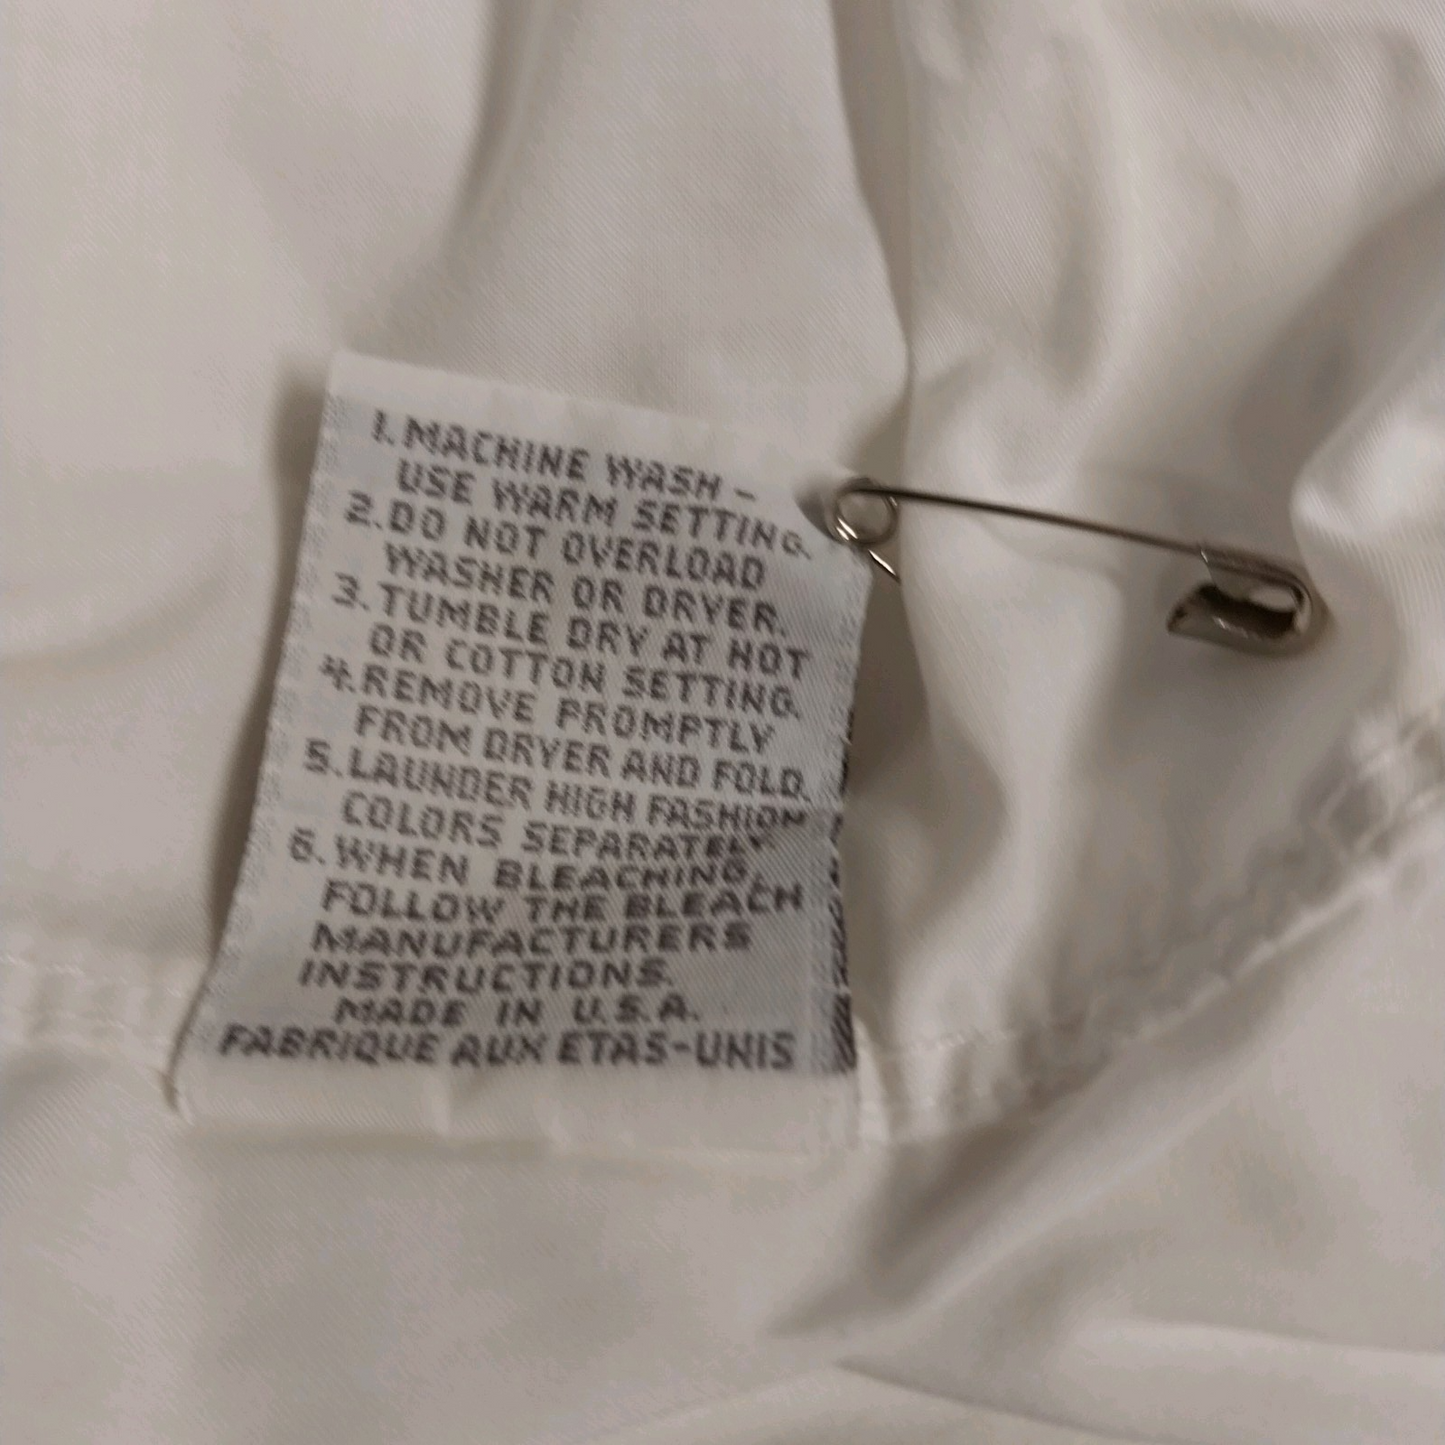 1. MACHINE WASH -
USE WARM SETTING.
2. DO NOT OVERLOAD
WASHER OR DRYER.
3. TUMBLE DRY AT HOT
OR COTTON SETTING.
4. REMOVE PROMPTLY
FROM DRYER AND FOLD.
5. LAUNDER HIGH FASHION
COLORS SEPARATELY
6. WHEN BLEACHING,
FOLLOW THE BLEACH
MANUFACTURERS
INSTRUCTIONS.
MADE IN U.S.A.
FABRIQUE AUX ETAS-UNIS